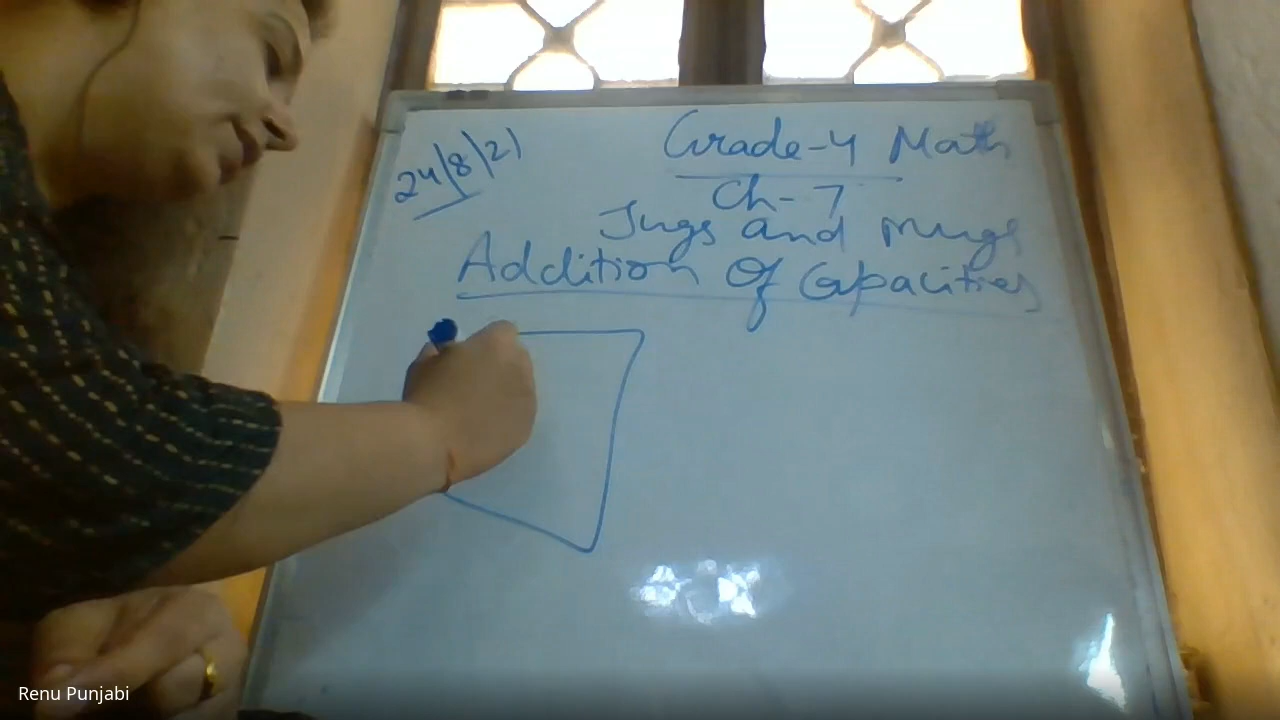 24/8/21
Grade-4 Math
Ch-7
Jugs and Mugs
Addition Of Capacities
Renu Punjabi